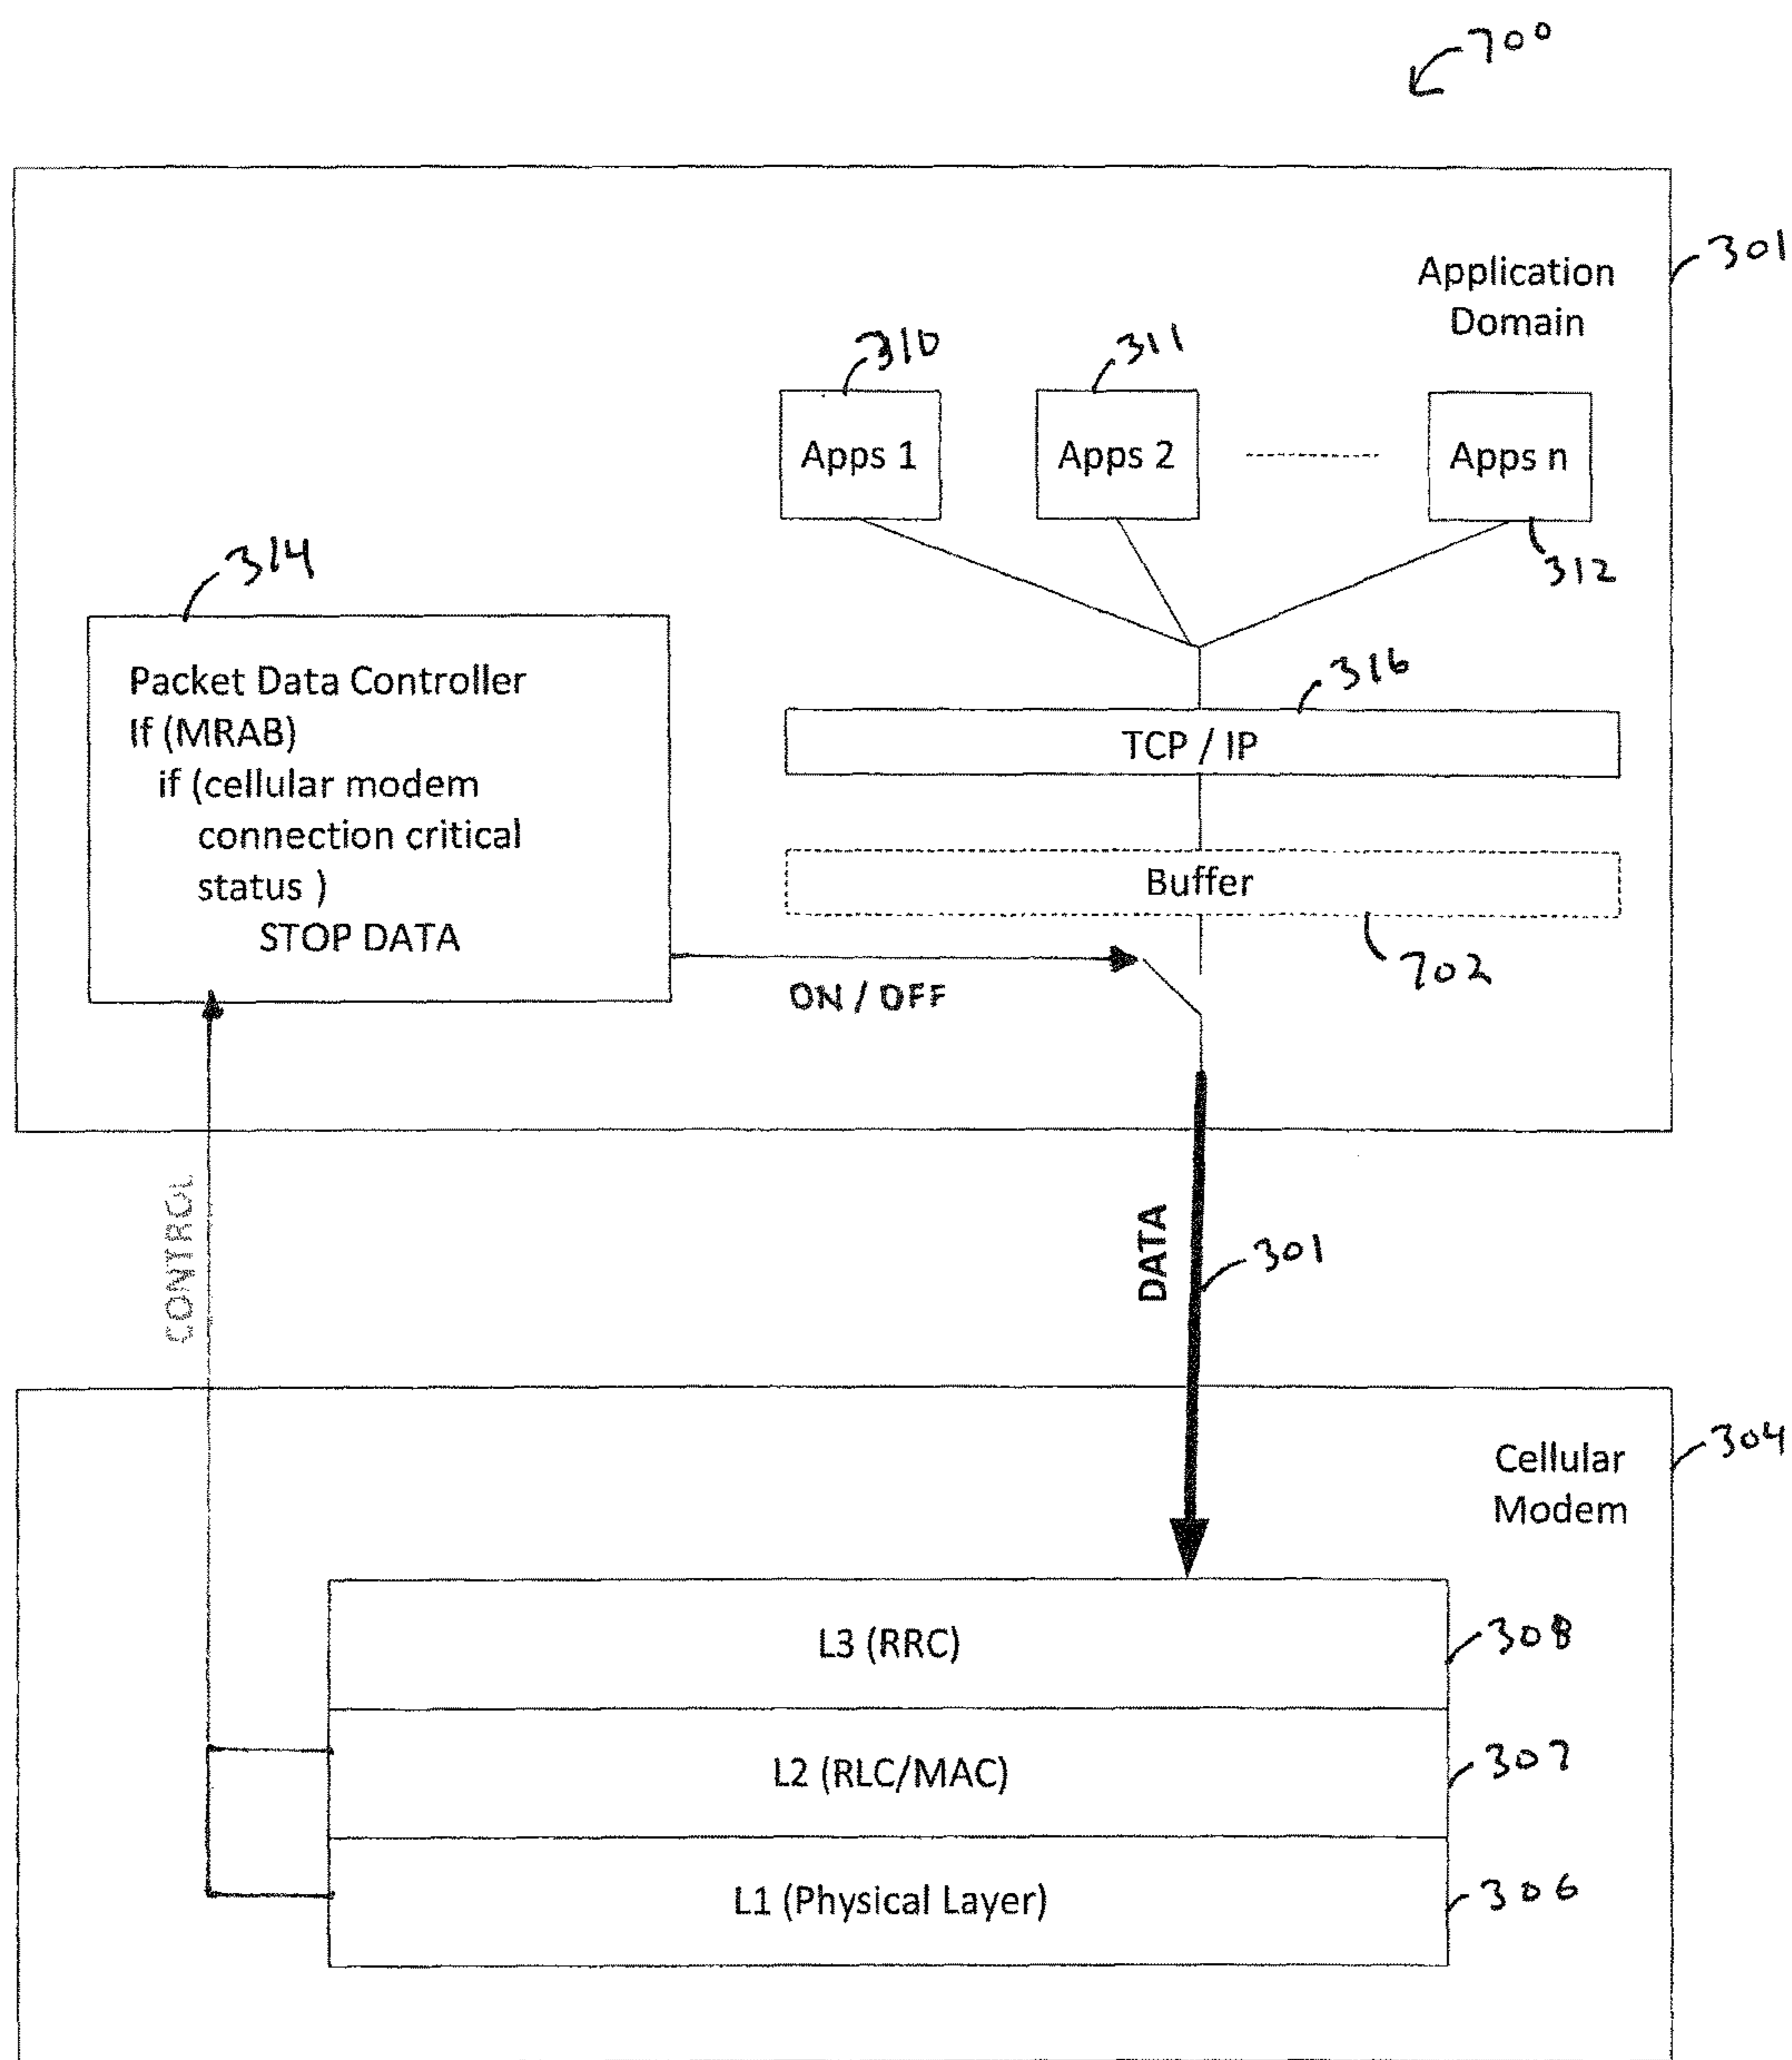 700
301
Application
Domain
310
311
Apps 1
Apps 2
Apps n
312
314
Packet Data Controller
If (MRAB)
if (cellular modem
connection critical
status )
STOP DATA
316
TCP / IP
Buffer
702
ON / OFF
CONTROL
DATA
301
304
Cellular
Modem
L3 (RRC)
308
L2 (RLC/MAC)
307
L1 (Physical Layer)
306